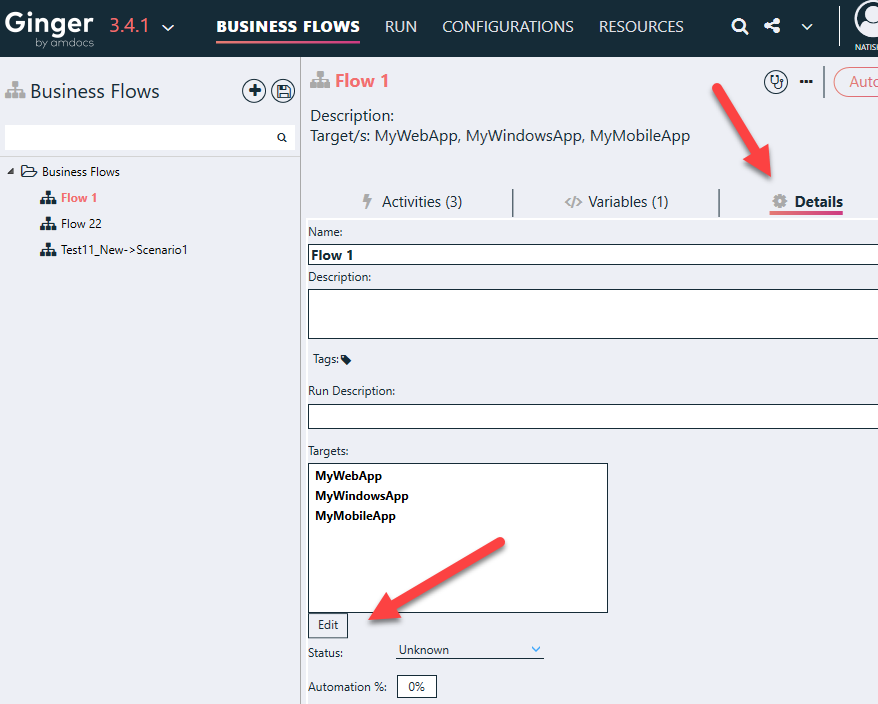 Ginger 3.4.1 BUSINESS FLOWS RUN CONFIGURATIONS RESOURCES
by amdocs
NATIS
Business Flows
Business Flows
Flow 1
Flow 22
Test11_New->Scenario1
Flow 1
Auto
Description:
Target/s: MyWebApp, MyWindowsApp, MyMobileApp
Activities (3) </> Variables (1) Details
Name:
Flow 1
Description:
Tags:
Run Description:
Targets:
MyWebApp
MyWindowsApp
MyMobileApp
Edit
Status: Unknown
Automation %: 0%